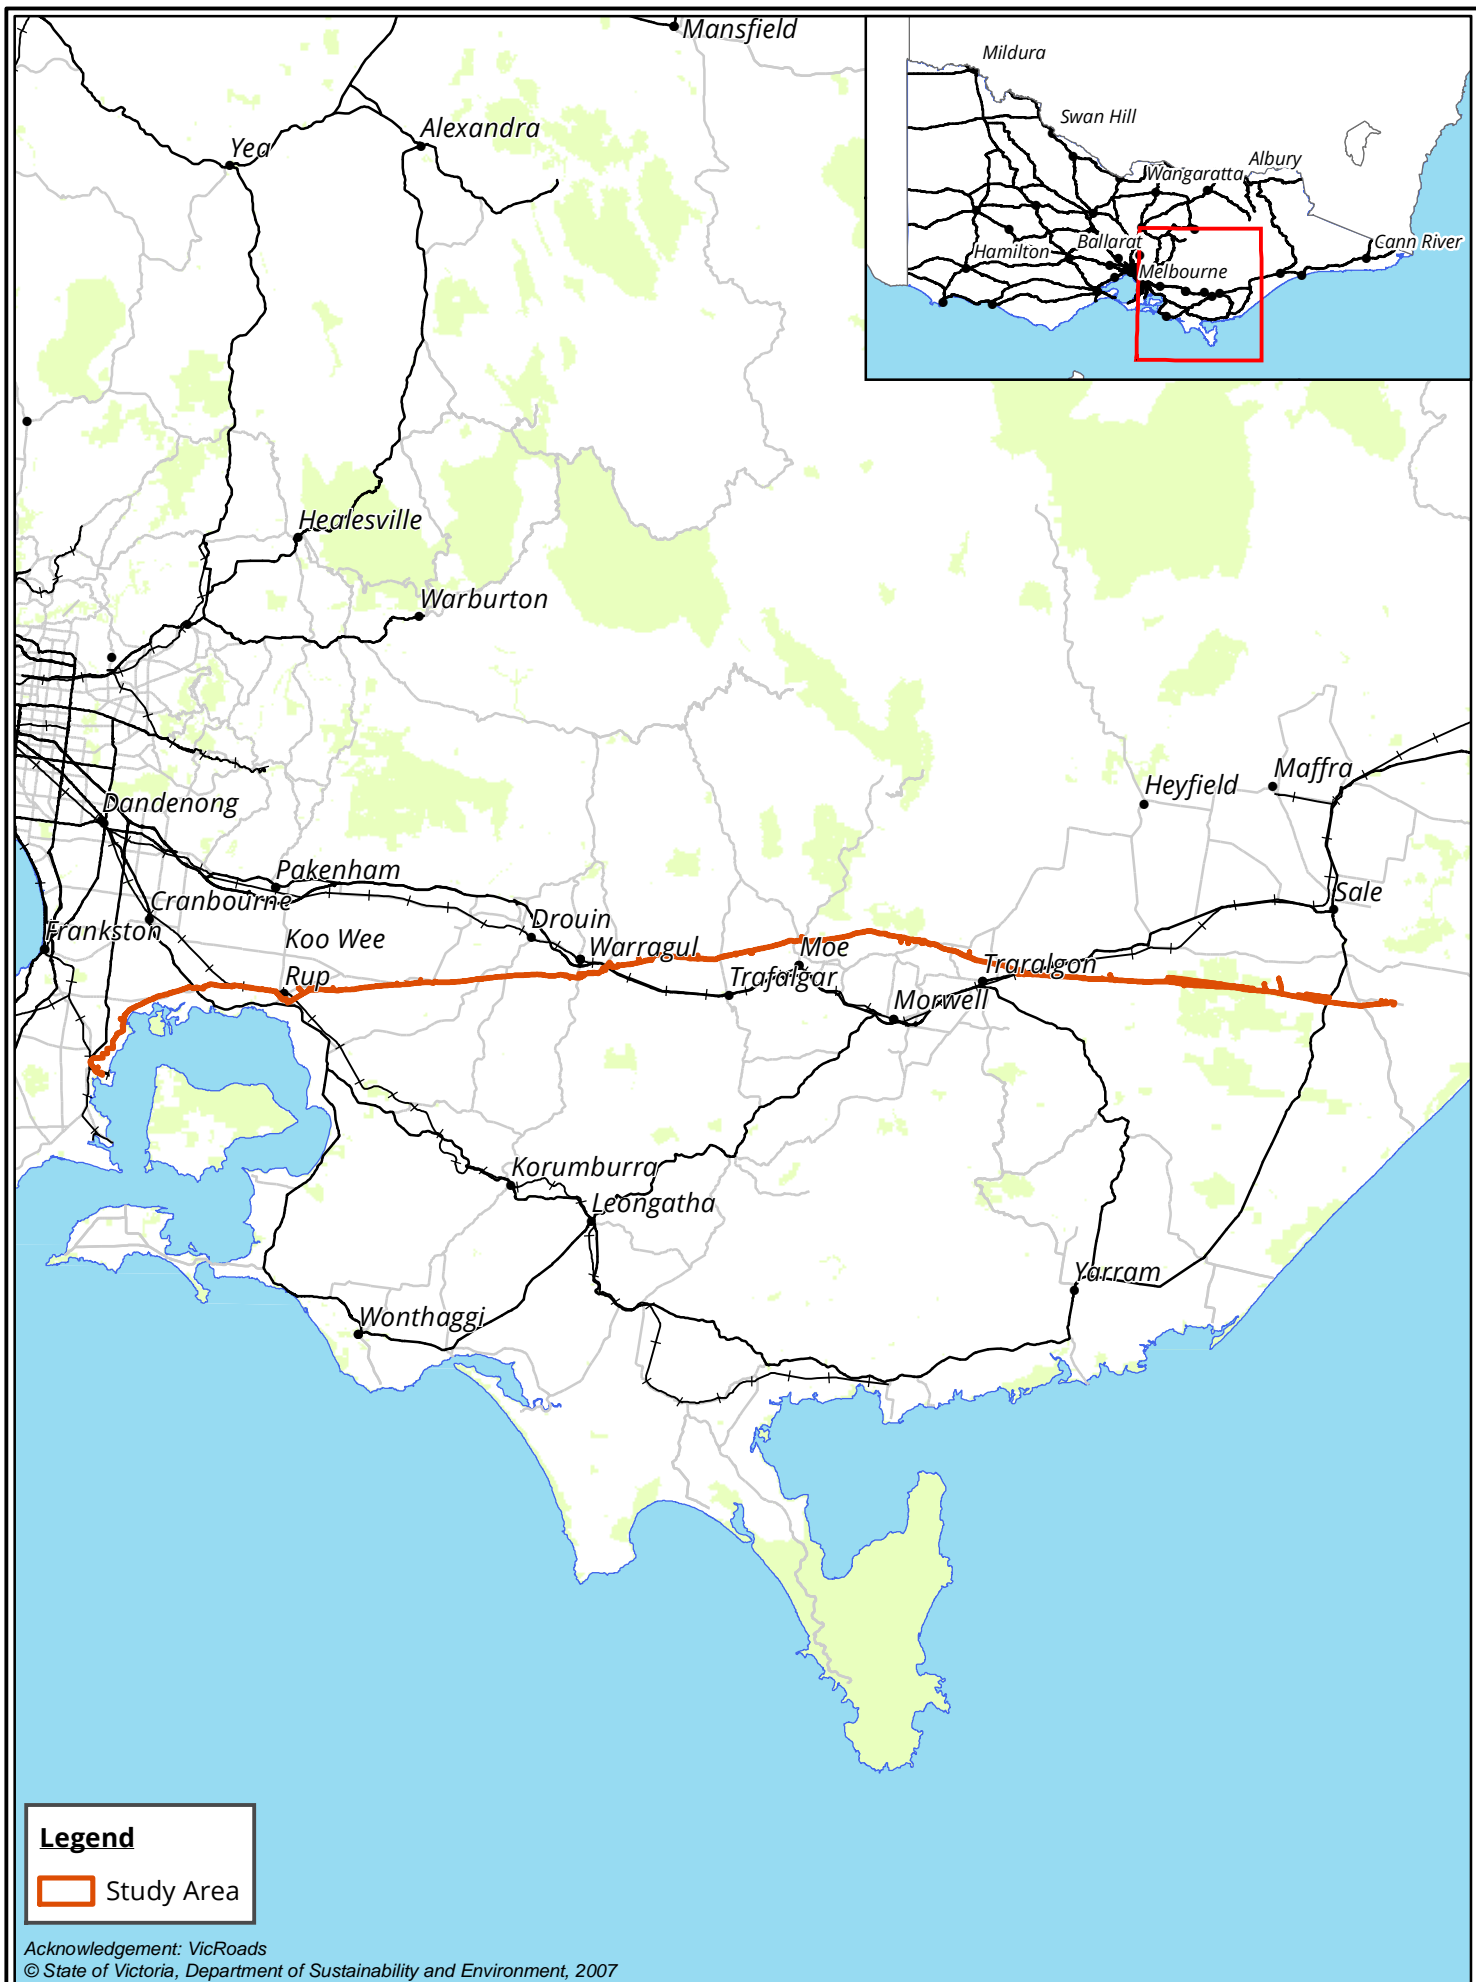 Mansfield
Mildura
Swan Hill
Albury
Wangaratta
Cann River
Ballarat
Hamilton
Melbourne
Alexandra
Yea
Healesville
Warburton
Maffra
Heyfield
Dandenong
Pakenham
Cranbourne
Sale
Drouin
Frankston
Koo Wee
Rup
Warragul
Moe
Traralgon
Trafalgar
Morwell
Korumburra
Leongatha
Yarram
Wonthaggi
Legend
Study Area
Acknowledgement: VicRoads
© State of Victoria, Department of Sustainability and Environment, 2007